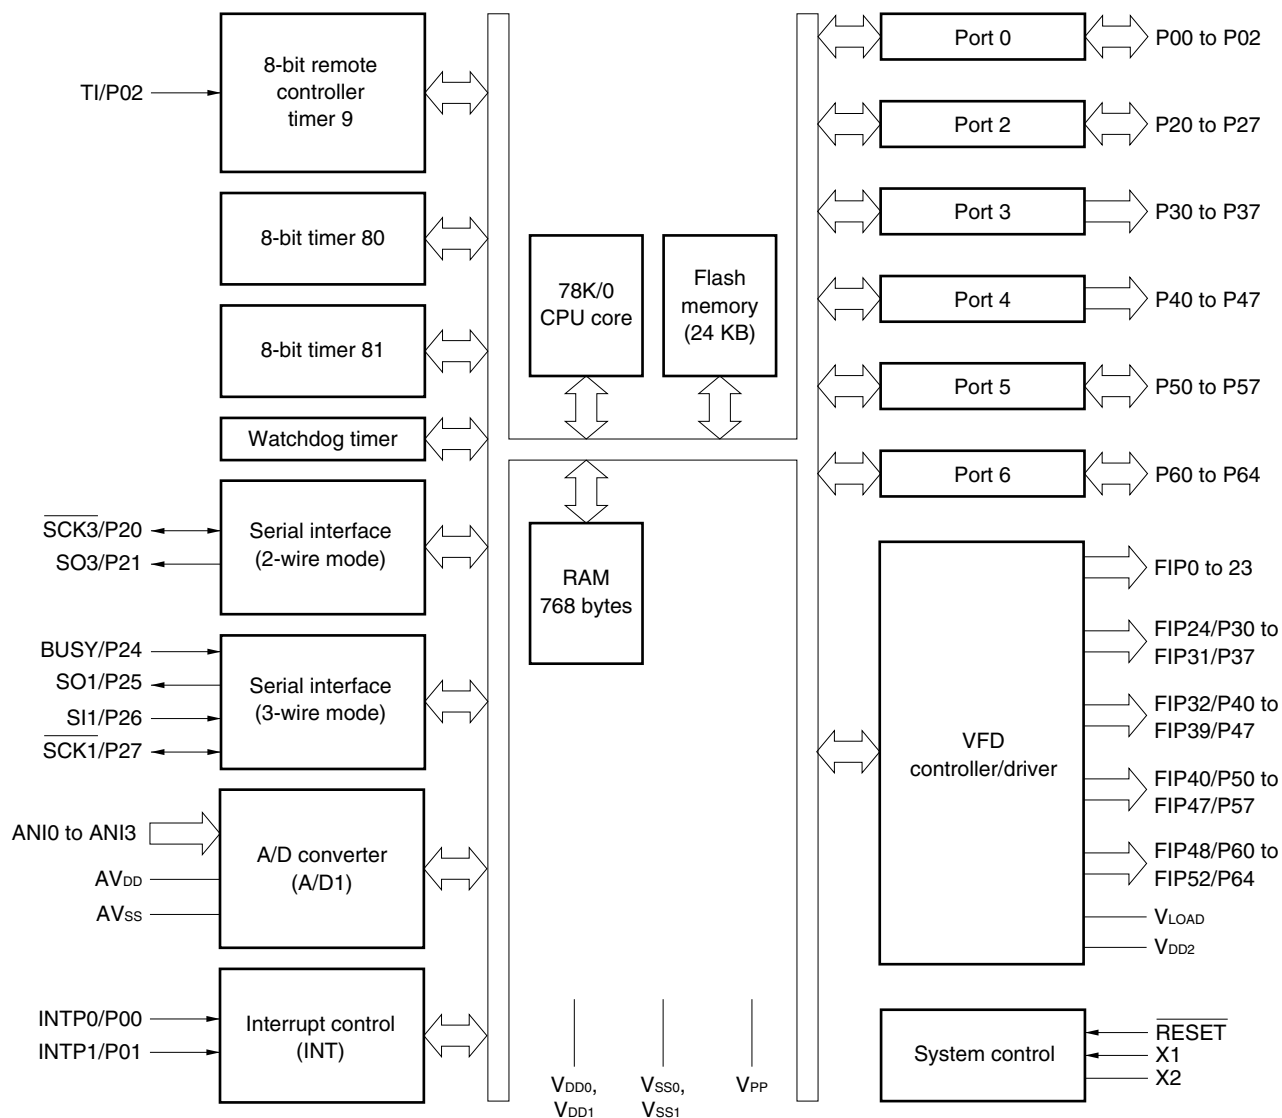 TI/P02
8-bit remote
controller
timer 9
8-bit timer 80
8-bit timer 81
Watchdog timer
SCK3/P20
SO3/P21
Serial interface
(2-wire mode)
BUSY/P24
SO1/P25
SI1/P26
SCK1/P27
Serial interface
(3-wire mode)
ANI0 to ANI3
AVDD
AVSS
A/D converter
(A/D1)
INTP0/P00
INTP1/P01
Interrupt control
(INT)
78K/0
CPU core
Flash
memory
(24 KB)
RAM
768 bytes
VDD0,
VDD1
VSS0,
VSS1
VPP
Port 0
P00 to P02
Port 2
P20 to P27
Port 3
P30 to P37
Port 4
P40 to P47
Port 5
P50 to P57
Port 6
P60 to P64
VFD
controller/driver
FIP0 to 23
FIP24/P30 to
FIP31/P37
FIP32/P40 to
FIP39/P47
FIP40/P50 to
FIP47/P57
FIP48/P60 to
FIP52/P64
VLOAD
VDD2
System control
RESET
X1
X2